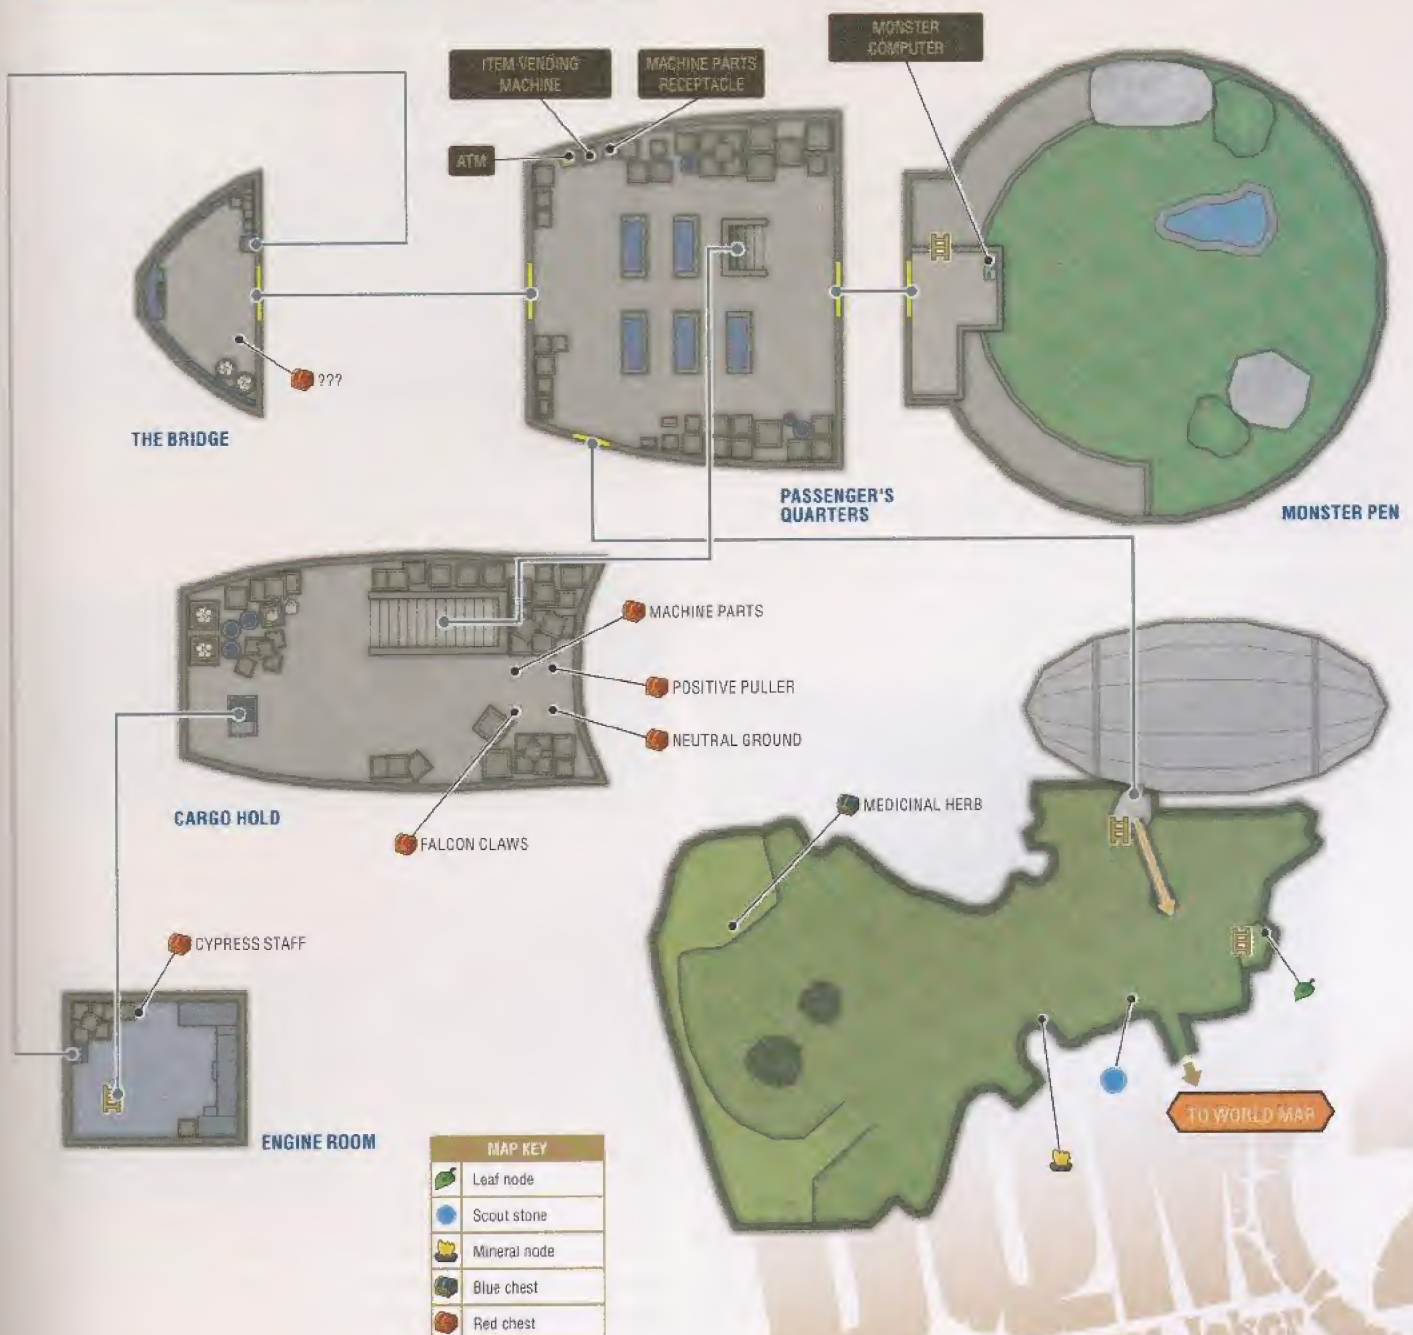 MONSTER
COMPUTER
ITEM VENDING
MACHINE
MACHINE PARTS
RECEPTACLE
ATM
???
THE BRIDGE
PASSENGER'S
QUARTERS
MONSTER PEN
MACHINE PARTS
POSITIVE PULLER
NEUTRAL GROUND
CARGO HOLD
FALCON CLAWS
MEDICINAL HERB
CYPRESS STAFF
ENGINE ROOM
TO WORLD MAP
MAP KEY
Leaf node
Scout stone
Mineral node
Blue chest
Red chest